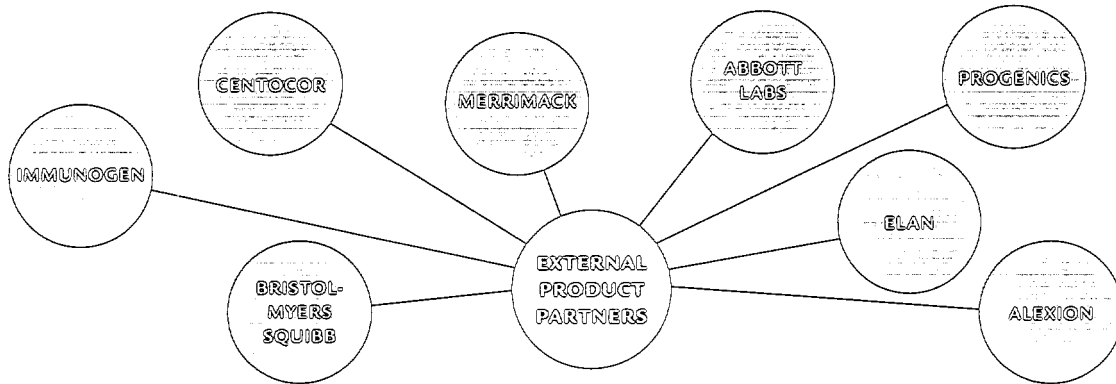 CENTOCOR
MERRIMACK
ABBOTT
LABS
PROGENICS
IMMUNOGEN
ELAN
BRISTOL-
MYERS
SQUIBB
EXTERNAL
PRODUCT
PARTNERS
ALEXION